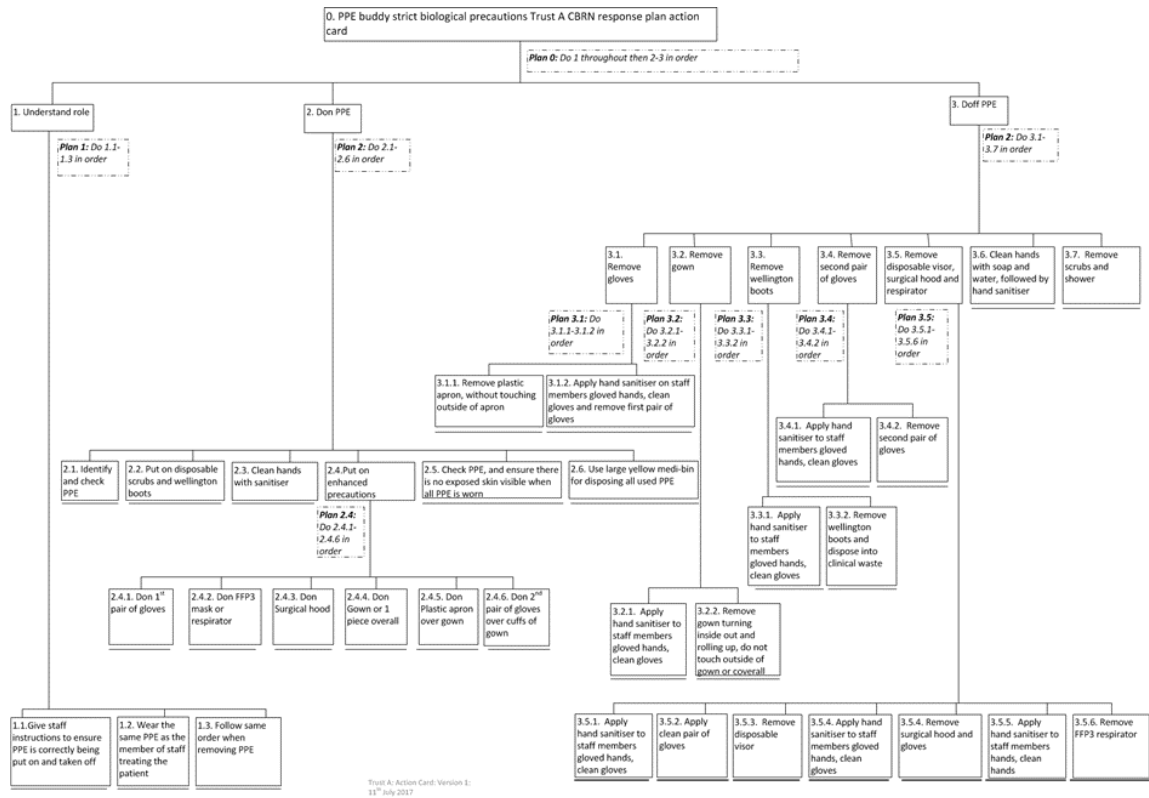 0. PPE buddy strict biological precautions Trust A CBRN response plan action
card
Plan 0: Do 1 throughout then 2-3 in order
1. Understand role
2. Don PPE
3. Doff PPE
Plan 1: Do 1.1-
1.3 in order
Plan 2: Do 2.1-
2.6 in order
Plan 2: Do 3.1-
3.7 in order
3.1.
Remove
gloves
3.2. Remove
gown
3.3.
Remove
wellington
boots
3.4. Remove
second pair
of gloves
3.5. Remove
disposable visor,
surgical hood and
respirator
3.6. Clean hands
with soap and
water, followed by
hand sanitiser
3.7. Remove
scrubs and
shower
Plan 3.1: Do
3.1.1-3.1.2 in
order
Plan 3.2:
Do 3.2.1-
3.2.2 in
order
Plan 3.3:
Do 3.3.1-
3.3.2 in
order
Plan 3.4:
Do 3.4.1-
3.4.2 in
order
Plan 3.5:
Do 3.5.1-
3.5.6 in
order
3.1.1. Remove plastic
apron, without touching
outside of apron
3.1.2. Apply hand sanitiser on staff
members gloved hands, clean
gloves and remove first pair of
gloves
3.4.1. Apply hand
sanitiser to staff
members gloved
hands, clean gloves
3.4.2. Remove
second pair of
gloves
2.1. Identify
and check
PPE
2.2. Put on disposable
scrubs and wellington
boots
2.3. Clean hands
with sanitiser
2.4.Put on
enhanced
precautions
2.5. Check PPE, and ensure there
is no exposed skin visible when
all PPE is worn
2.6. Use large yellow medi-bin
for disposing all used PPE
Plan 2.4:
Do 2.4.1-
2.4.6 in
order
3.3.1. Apply
hand sanitiser
to staff
members
gloved hands,
clean gloves
3.3.2. Remove
wellington
boots and
dispose into
clinical waste
2.4.1. Don 1st
pair of gloves
2.4.2. Don FFP3
mask or
respirator
2.4.3. Don
Surgical hood
2.4.4. Don
Gown or 1
piece overall
2.4.5. Don
Plastic apron
over gown
2.4.6. Don 2nd
pair of gloves
over cuffs of
gown
3.2.1. Apply
hand sanitiser to
staff members
gloved hands,
clean gloves
3.2.2. Remove
gown turning
inside out and
rolling up, do not
touch outside of
gown or coverall
1.1.Give staff
instructions to ensure
PPE is correctly being
put on and taken off
1.2. Wear the
same PPE as the
member of staff
treating the
patient
1.3. Follow same
order when
removing PPE
3.5.1. Apply
hand sanitiser to
staff members
gloved hands,
clean gloves
3.5.2. Apply
clean pair of
gloves
3.5.3. Remove
disposable
visor
3.5.4. Apply hand
sanitiser to staff
members gloved
hands, clean
gloves
3.5.4. Remove
surgical hood and
gloves
3.5.5. Apply
hand sanitiser to
staff members
hands, clean
hands
3.5.6. Remove
FFP3 respirator
Trust A: Action Card: Version 1:
11th July 2017